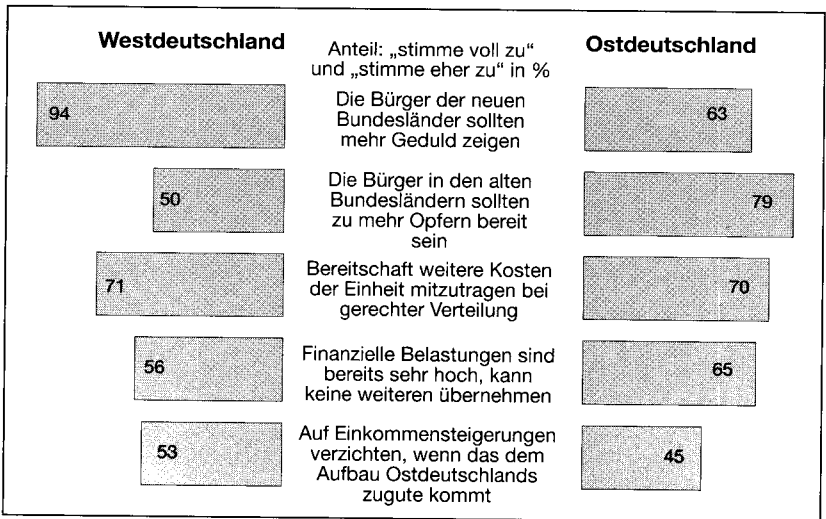 Westdeutschland
Anteil: „stimme voll zu“
und „stimme eher zu“ in %
Ostdeutschland
94
Die Bürger der neuen
Bundesländer sollten
mehr Geduld zeigen
63
50
Die Bürger in den alten
Bundesländern sollten
zu mehr Opfern bereit
sein
79
71
Bereitschaft weitere Kosten
der Einheit mitzutragen bei
gerechter Verteilung
70
56
Finanzielle Belastungen sind
bereits sehr hoch, kann
keine weiteren übernehmen
65
53
Auf Einkommensteigerungen
verzichten, wenn das dem
Aufbau Ostdeutschlands
zugute kommt
45